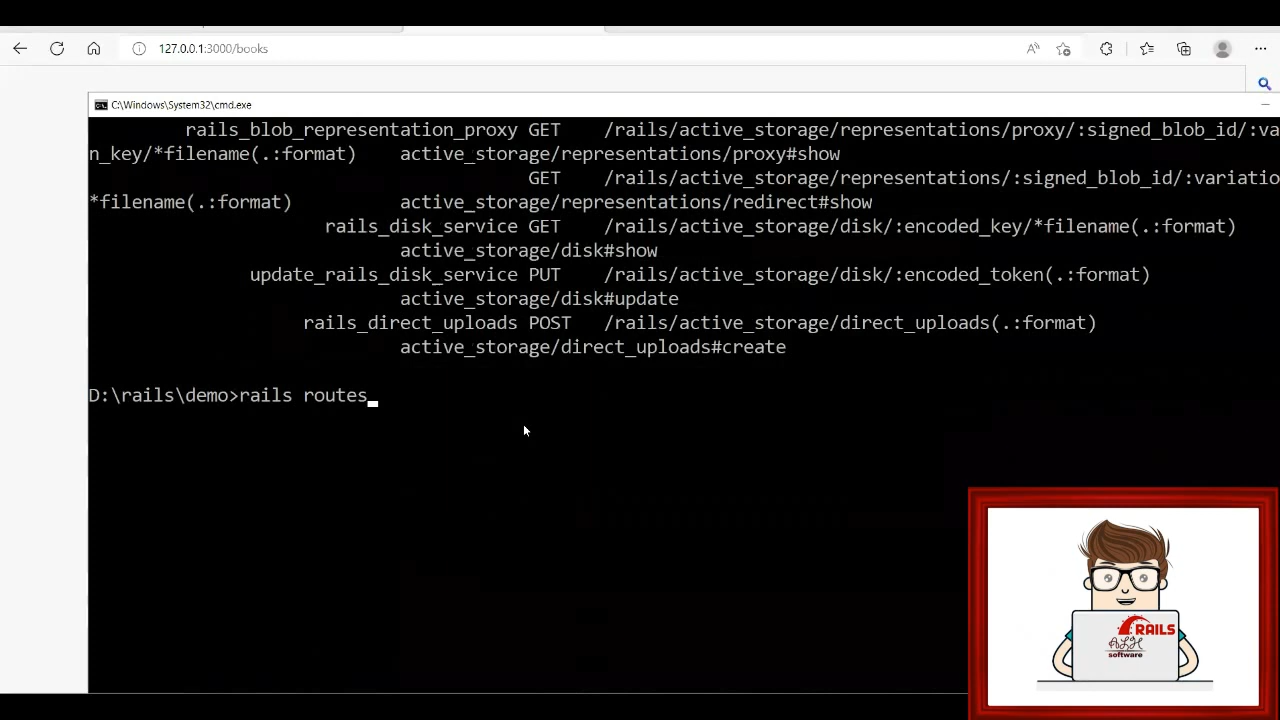 127.0.0.1:3000/books
C:\Windows\System32\cmd.exe
rails_blob_representation_proxy GET    /rails/active_storage/representations/proxy/:signed_blob_id/:va
n_key/*filename(.:format)    active_storage/representations/proxy#show
GET    /rails/active_storage/representations/:signed_blob_id/:variatio
*filename(.:format)          active_storage/representations/redirect#show
rails_disk_service GET    /rails/active_storage/disk/:encoded_key/*filename(.:format)
active_storage/disk#show
update_rails_disk_service PUT    /rails/active_storage/disk/:encoded_token(.:format)
active_storage/disk#update
rails_direct_uploads POST   /rails/active_storage/direct_uploads(.:format)
active_storage/direct_uploads#create
D:\rails\demo>rails routes
RAILS
ALH
software